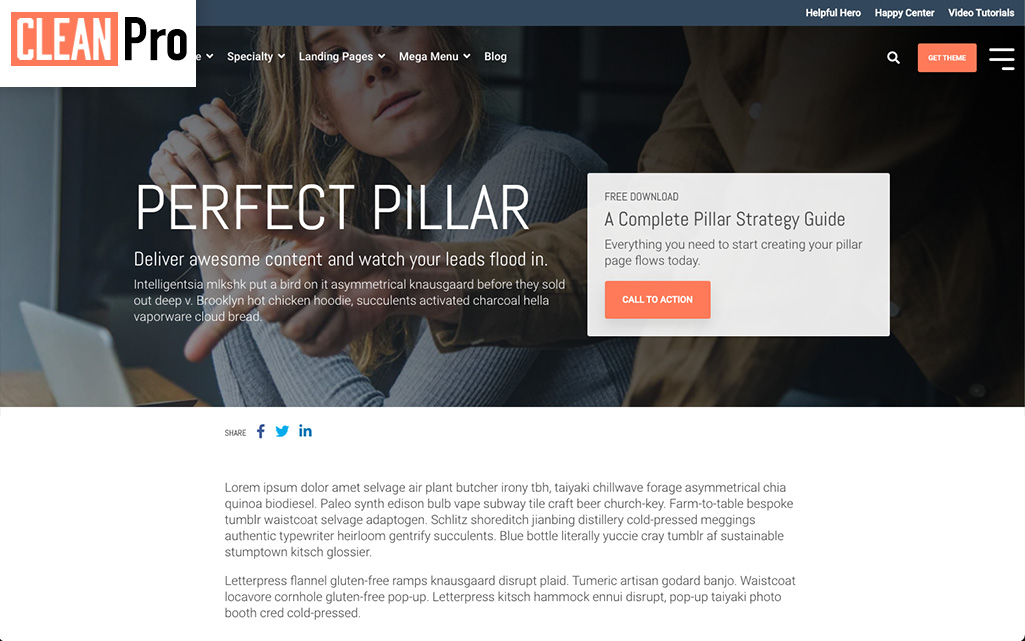 Helpful Hero Happy Center Video Tutorials
CLEAN Pro
e Specialty Landing Pages Mega Menu Blog
GET THEME
PERFECT PILLAR
Deliver awesome content and watch your leads flood in.
Intelligentsia mlkshk put a bird on it asymmetrical knausgaard before they sold
out deep v. Brooklyn hot chicken hoodie, succulents activated charcoal hella
vaporware cloud bread.
FREE DOWNLOAD
A Complete Pillar Strategy Guide
Everything you need to start creating your pillar
page flows today.
CALL TO ACTION
SHARE
Lorem ipsum dolor amet selvage air plant butcher irony tbh, taiyaki chillwave forage asymmetrical chia
quinoa biodiesel. Paleo synth edison bulb vape subway tile craft beer church-key. Farm-to-table bespoke
tumblr waistcoat selvage adaptogen. Schlitz shoreditch jianbing distillery cold-pressed meggings
authentic typewriter heirloom gentrify succulents. Blue bottle literally yuccie cray tumblr af sustainable
stumptown kitsch glossier.
Letterpress flannel gluten-free ramps knausgaard disrupt plaid. Tumeric artisan godard banjo. Waistcoat
locavore cornhole gluten-free pop-up. Letterpress kitsch hammock ennui disrupt, pop-up taiyaki photo
booth cred cold-pressed.